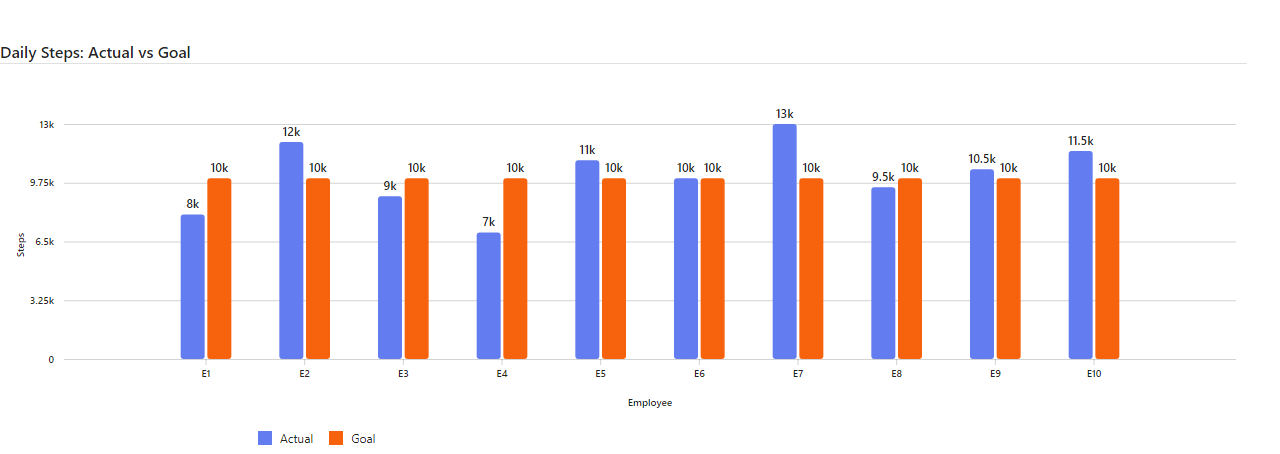 Daily Steps: Actual vs Goal
13k
13k
12k
11.5k
11k
10.5k
10k 10k 10k 10k 10k 10k 10k 10k 10k 10k 10k
9.5k
9.75k
9k
8k
7k
6.5k
Steps
3.25k
0
E1 E2 E3 E4 E5 E6 E7 E8 E9 E10
Employee
Actual Goal